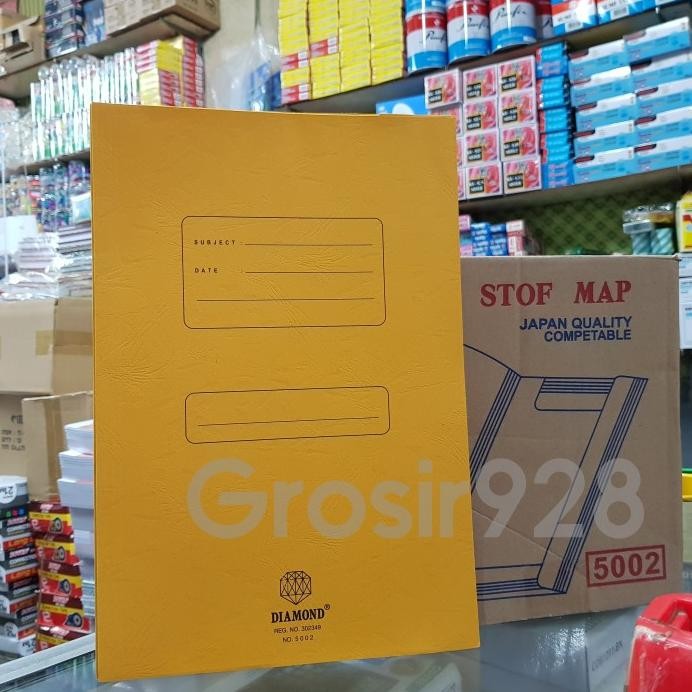 SUBJECT :
DATE :
DIAMOND®
REG. NO. 302349
NO. 5002
STOF MAP
JAPAN QUALITY
COMPETABLE
5002
Grosir928